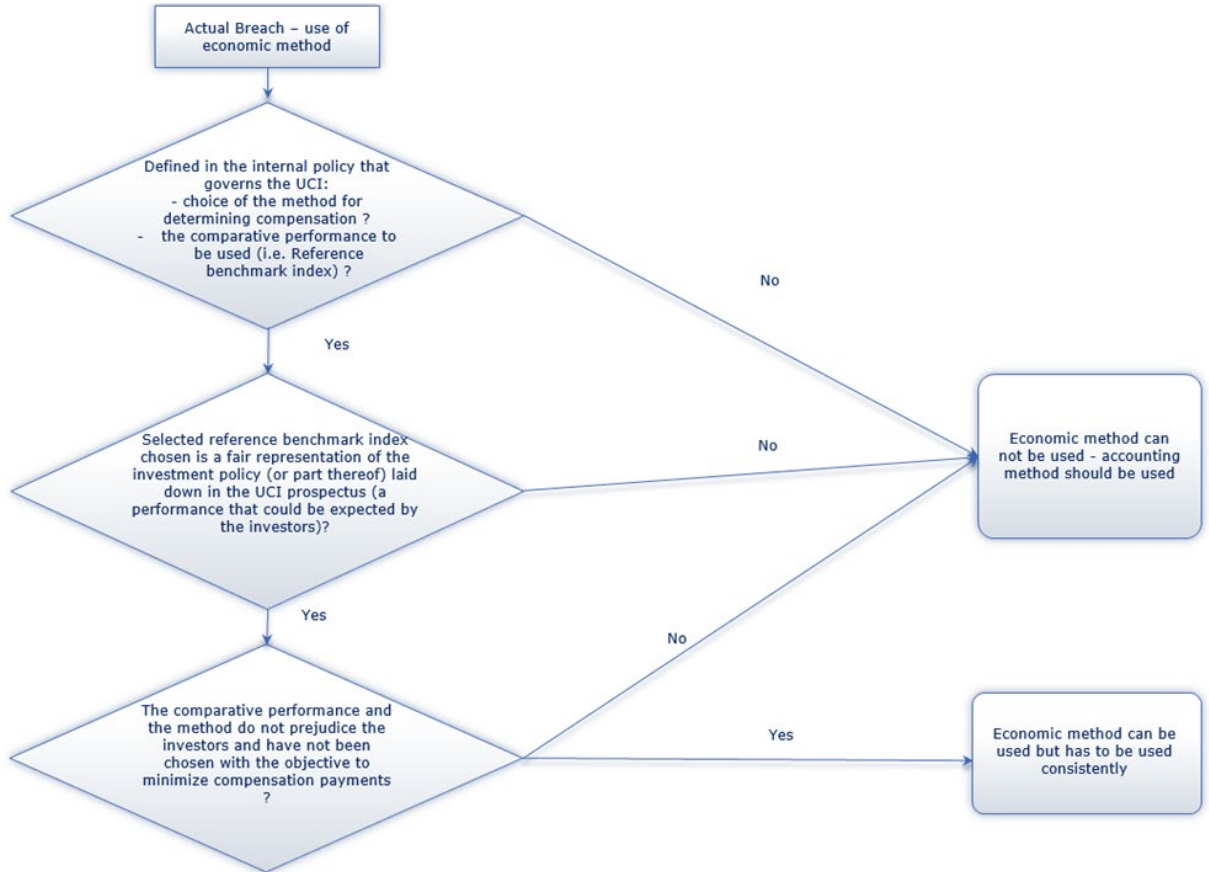 Actual Breach – use of
economic method
Defined in the internal policy that
governs the UCI:
- choice of the method for
determining compensation ?
- the comparative performance to
be used (i.e. Reference
benchmark index) ?
No
Yes
Selected reference benchmark index
chosen is a fair representation of the
investment policy (or part thereof) laid
down in the UCI prospectus (a
performance that could be expected by
the investors)?
No
Economic method can
not be used - accounting
method should be used
Yes
No
The comparative performance and
the method do not prejudice the
investors and have not been
chosen with the objective to
minimize compensation payments
?
Yes
Economic method can be
used but has to be used
consistently